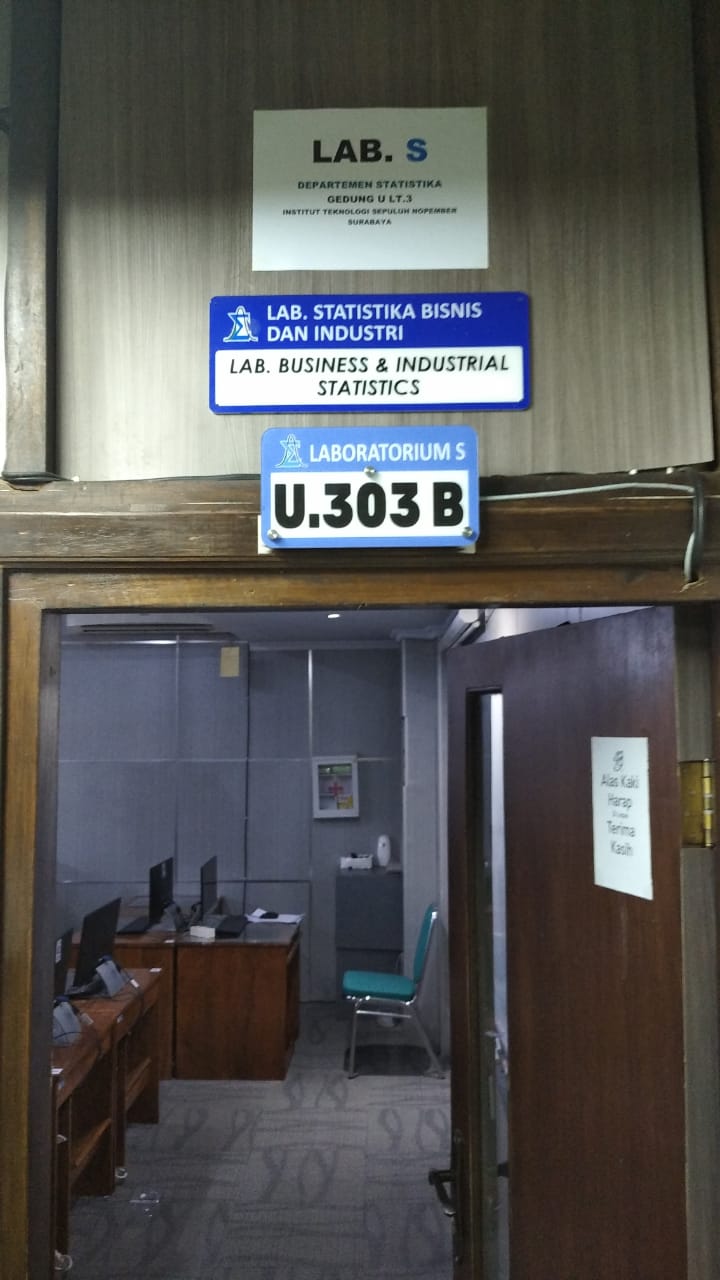 LAB. S
DEPARTEMEN STATISTIKA
GEDUNG U LT.3
INSTITUT TEKNOLOGI SEPULUH NOPEMBER
SURABAYA
LAB. STATISTIKA BISNIS
DAN INDUSTRI
LAB. BUSINESS & INDUSTRIAL
STATISTICS
LABORATORIUM S
U.303 B
Alas Kaki
Harap
Terima
Kasih